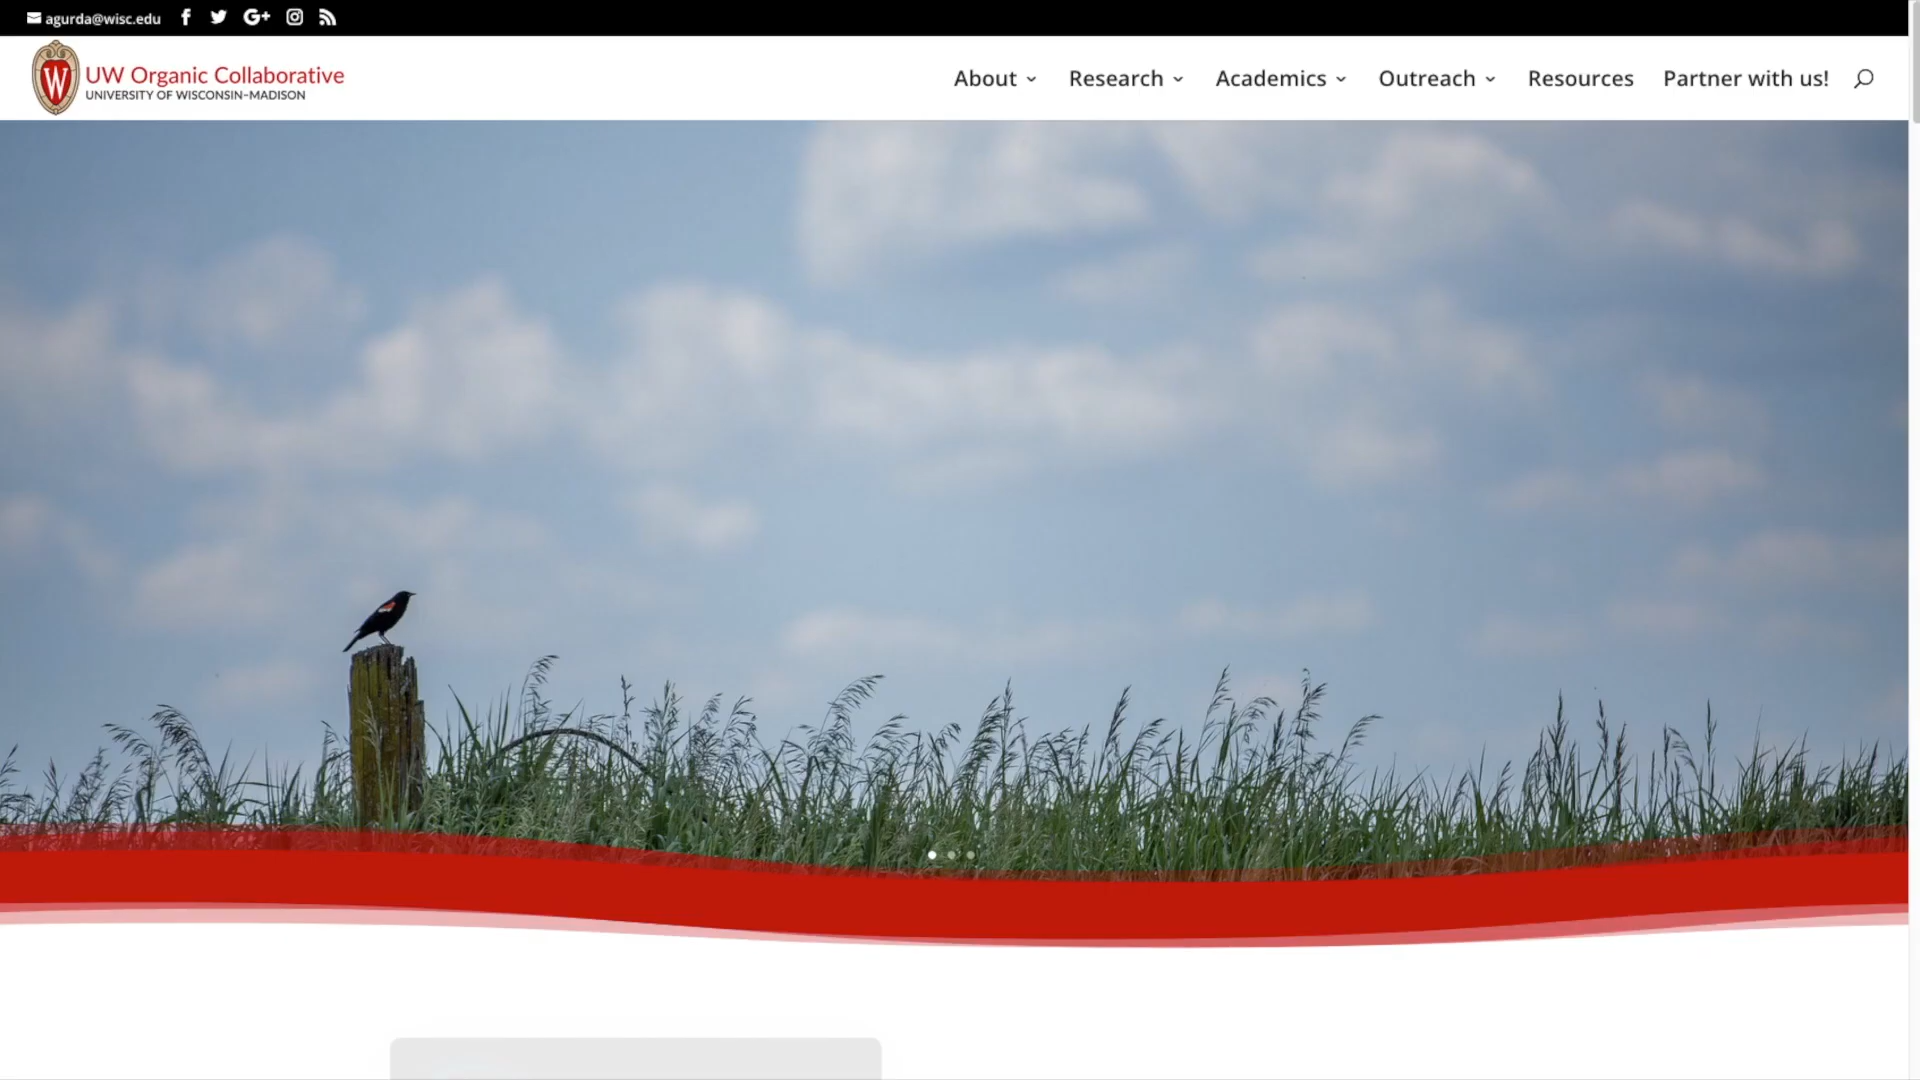 agurda@wisc.edu
W UW Organic Collaborative
UNIVERSITY OF WISCONSIN-MADISON
About Research Academics Outreach Resources Partner with us!